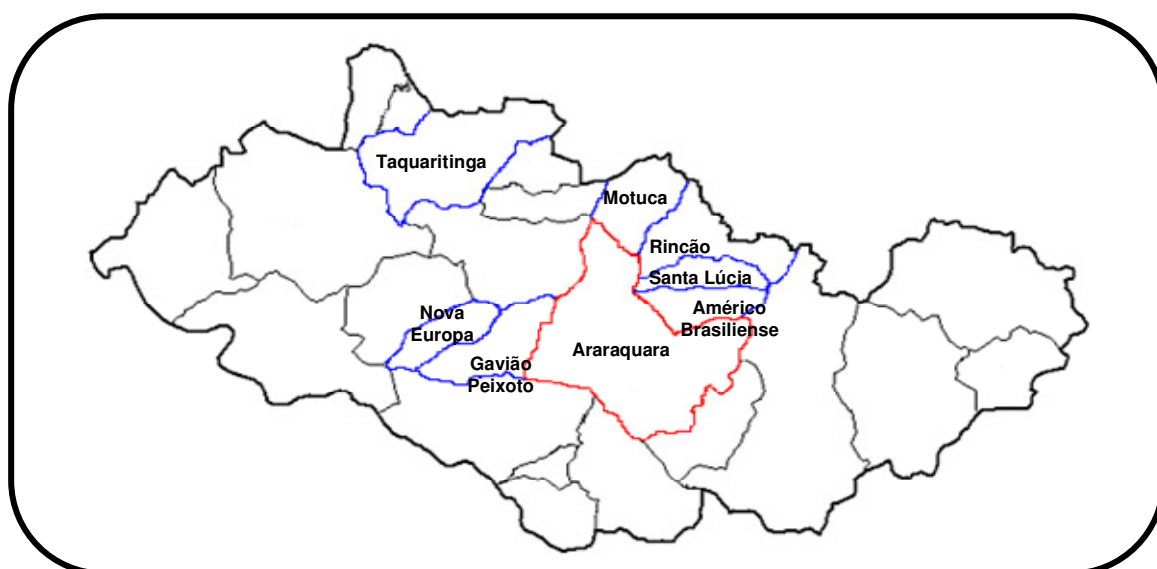 Taquaritinga
Motuca
Rincão
Santa Lúcia
Américo
Brasiliense
Nova
Europa
Araraquara
Gavião
Peixoto